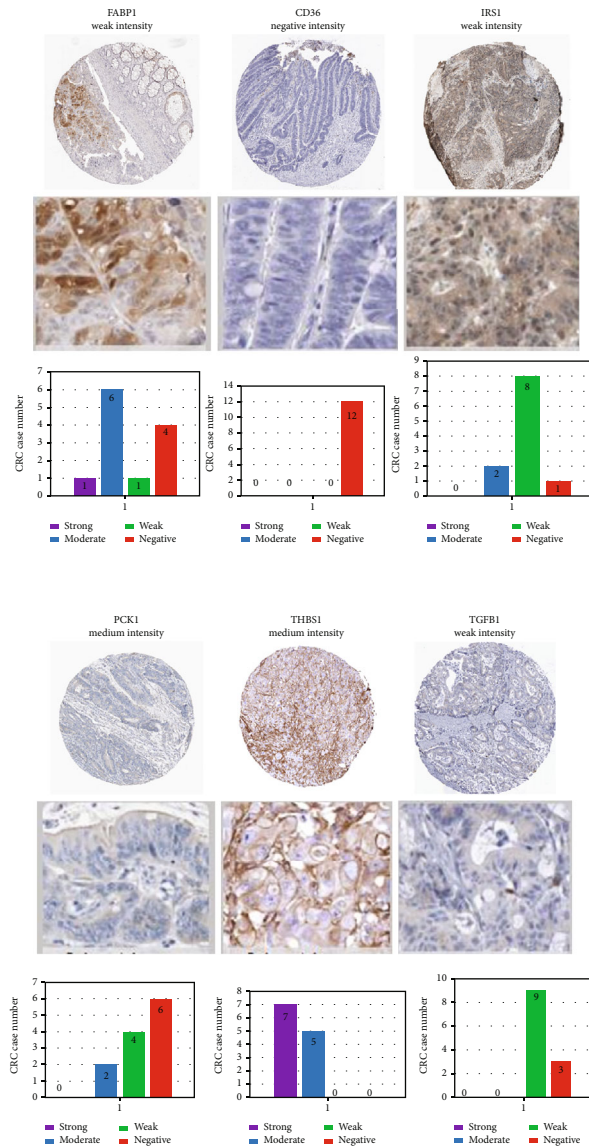 FABP1
weak intensity
CD36
negative intensity
IRS1
weak intensity
CRC case number
7
6
5
4
3
2
1
0
1
6
1
4
1
Strong
Moderate
Weak
Negative
CRC case number
14
12
10
8
6
4
2
0
0
0
0
12
1
Strong
Moderate
Weak
Negative
CRC case number
9
8
7
6
5
4
3
2
1
0
0
2
8
1
1
Strong
Moderate
Weak
Negative
PCK1
medium intensity
THBS1
medium intensity
TGFB1
weak intensity
CRC case number
7
6
5
4
3
2
1
0
0
2
4
6
1
Strong
Moderate
Weak
Negative
CRC case number
8
7
6
5
4
3
2
1
0
7
5
0
0
1
Strong
Moderate
Weak
Negative
CRC case number
10
8
6
4
2
0
0
0
9
3
1
Strong
Moderate
Weak
Negative